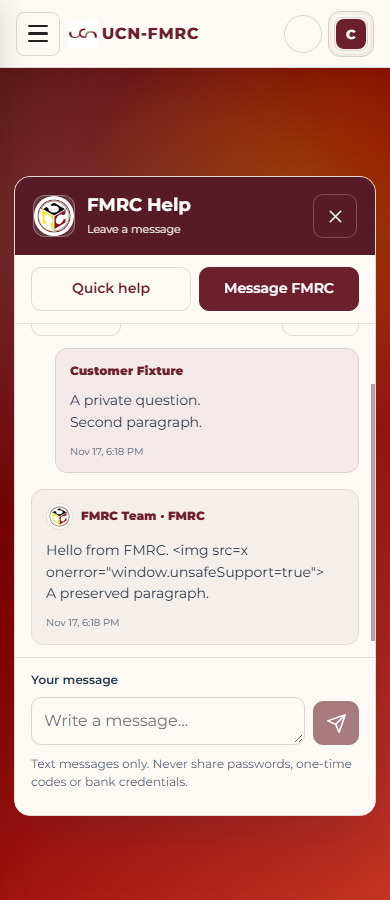 UCN-FMRC
C
FMRC Help
Leave a message
Quick help
Message FMRC
Customer Fixture
A private question.
Second paragraph.
Nov 17, 6:18 PM
FMRC Team · FMRC
Hello from FMRC. <img src=x
onerror="window.unsafeSupport=true">
A preserved paragraph.
Nov 17, 6:18 PM
Your message
Write a message...
Text messages only. Never share passwords, one-time
codes or bank credentials.